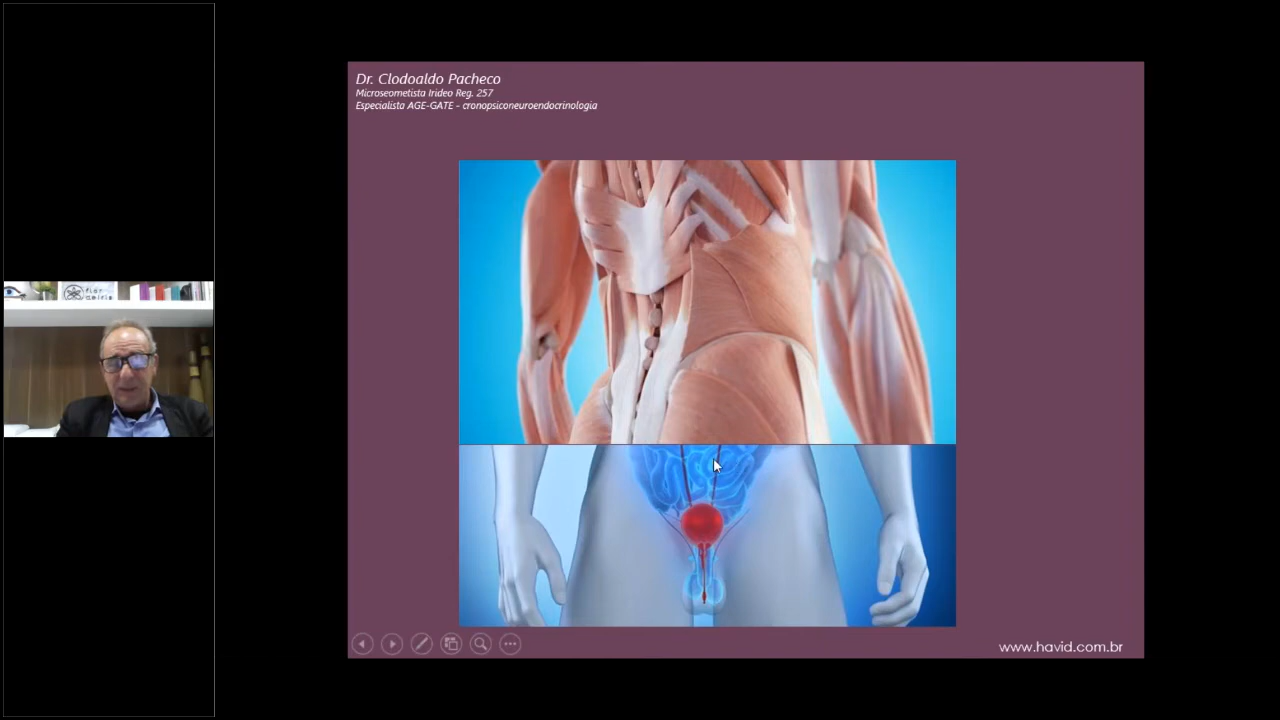 Dr. Clodoaldo Pacheco
Microseometista Irideo Reg. 257
Especialista AGE-GATE - cronopsiconeuroendocrinologia
www.havid.com.br